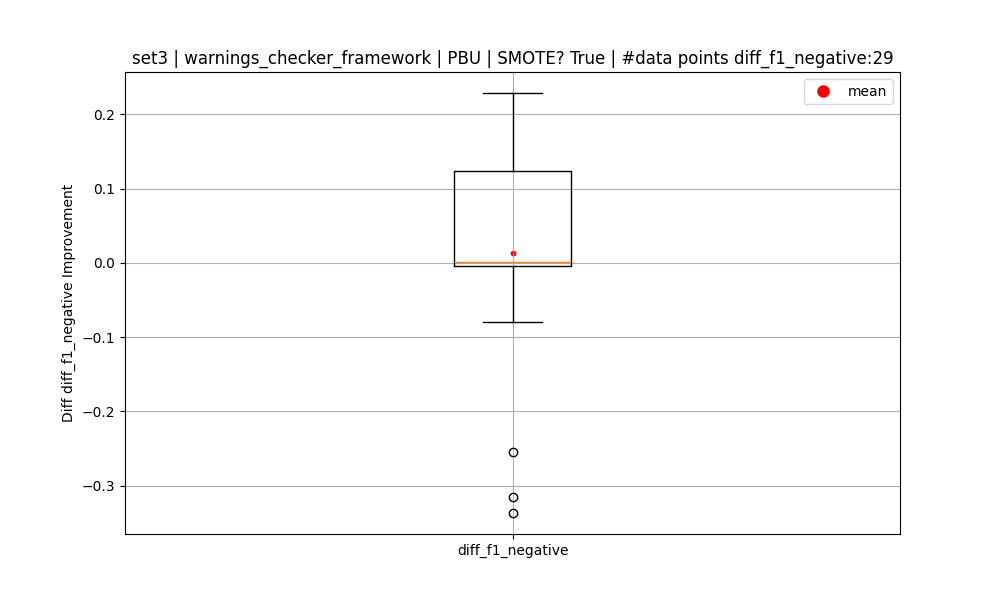 set3 | warnings_checker_framework | PBU | SMOTE? True | #data points diff_f1_negative:29
mean
0.2
0.1
0.0
−0.1
−0.2
−0.3
Diff diff_f1_negative Improvement
diff_f1_negative